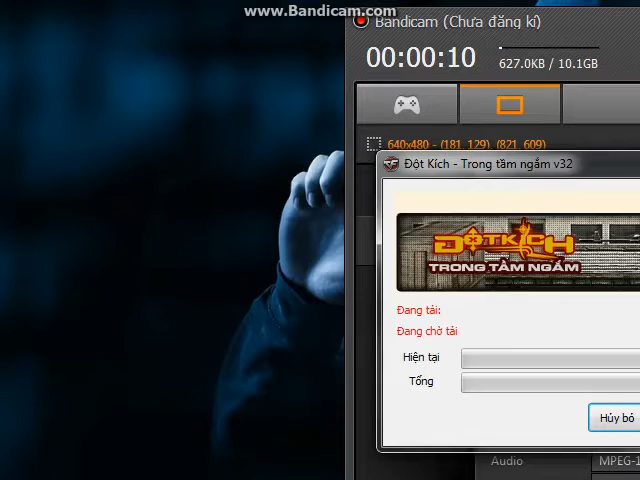 www.Bandicam.com
Bandicam (Chưa đăng kí)
00:00:10
627.0KB / 10.1GB
640x480 - (181, 129), (821, 609)
Đột Kích - Trong tầm ngắm v32
ĐỘTKÍCH
TRONG TẦM NGẮM
Đang tải:
Đang chờ tải
Hiện tại
Tổng
Hủy bỏ
Audio
MPEG-1